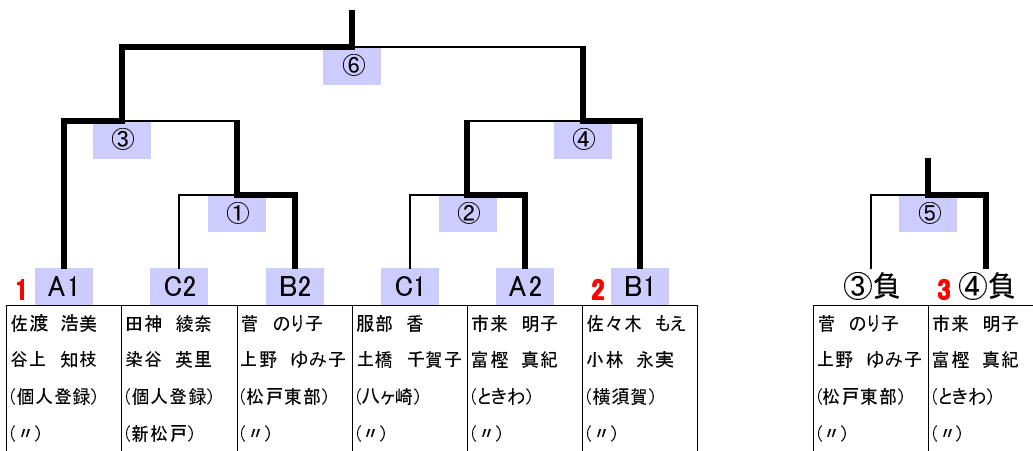 ⑥
③
④
①
②
⑤
1 A1 C2 B2 C1 A2 2 B1 ③負 3 ④負
佐渡 浩美 田神 綾奈 菅 のり子 服部 香 市来 明子 佐々木 もえ 菅 のり子 市来 明子
谷上 知枝 染谷 英里 上野 ゆみ子 土橋 千賀子 富樫 真紀 小林 永実 上野 ゆみ子 富樫 真紀
(個人登録) (個人登録) (松戸東部) (八ヶ崎) (ときわ) (横須賀) (松戸東部) (ときわ)
(〃) (新松戸) (〃) (〃) (〃) (〃) (〃) (〃)